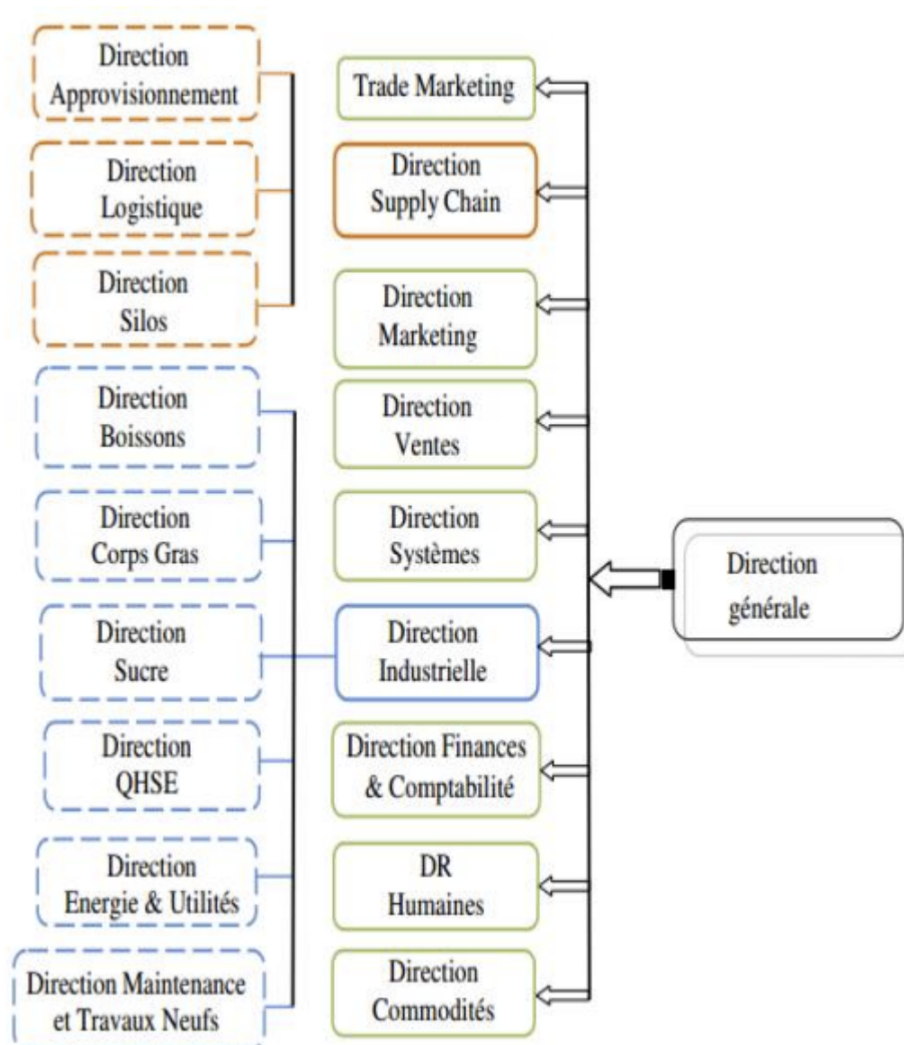 Direction
Approvisionnement
Direction
Logistique
Direction
Silos
Direction
Boissons
Direction
Corps Gras
Direction
Sucre
Direction
QHSE
Direction
Energie & Utilités
Direction Maintenance
et Travaux Neufs
Trade Marketing
Direction
Supply Chain
Direction
Marketing
Direction
Ventes
Direction
Systèmes
Direction
Industrielle
Direction Finances
& Comptabilité
DR
Humaines
Direction
Commodités
Direction
générale